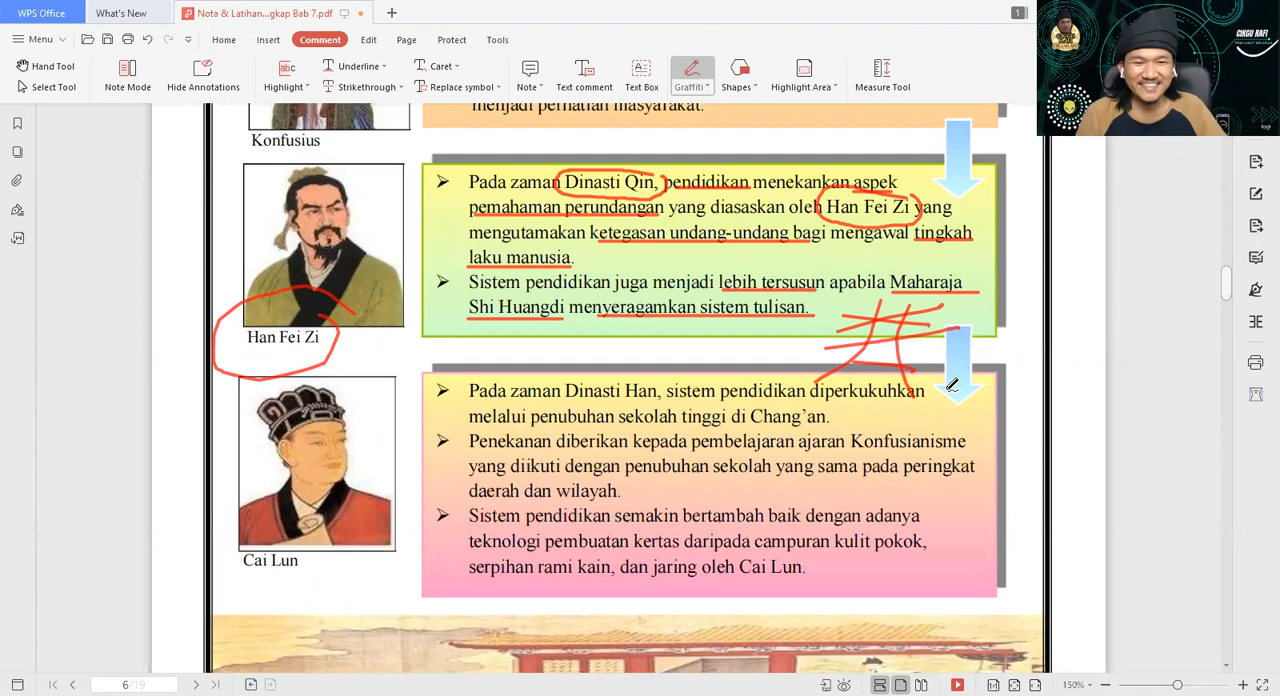 WPS Office
What's New
Nota & Latihan...gkap Bab 7.pdf
1
CIKGU RAFI
Menu
Home
Insert
Comment
Edit
Page
Protect
Tools
Hand Tool
Select Tool
Note Mode
Hide Annotations
Highlight
Underline
Strikethrough
Caret
Replace symbol
Note
Text comment
Text Box
Graffiti
Shapes
Highlight Area
Measure Tool
menjadi perhatian masyarakat.
Konfusius
Pada zaman Dinasti Qin, pendidikan menekankan aspek
pemahaman perundangan yang diasaskan oleh Han Fei Zi yang
mengutamakan ketegasan undang-undang bagi mengawal tingkah
laku manusia.
Sistem pendidikan juga menjadi lebih tersusun apabila Maharaja
Shi Huangdi menyeragamkan sistem tulisan.
Han Fei Zi
Pada zaman Dinasti Han, sistem pendidikan diperkukuhkan
melalui penubuhan sekolah tinggi di Chang’an.
Penekanan diberikan kepada pembelajaran ajaran Konfusianisme
yang diikuti dengan penubuhan sekolah yang sama pada peringkat
daerah dan wilayah.
Sistem pendidikan semakin bertambah baik dengan adanya
teknologi pembuatan kertas daripada campuran kulit pokok,
serpihan rami kain, dan jaring oleh Cai Lun.
Cai Lun
6/19
150%